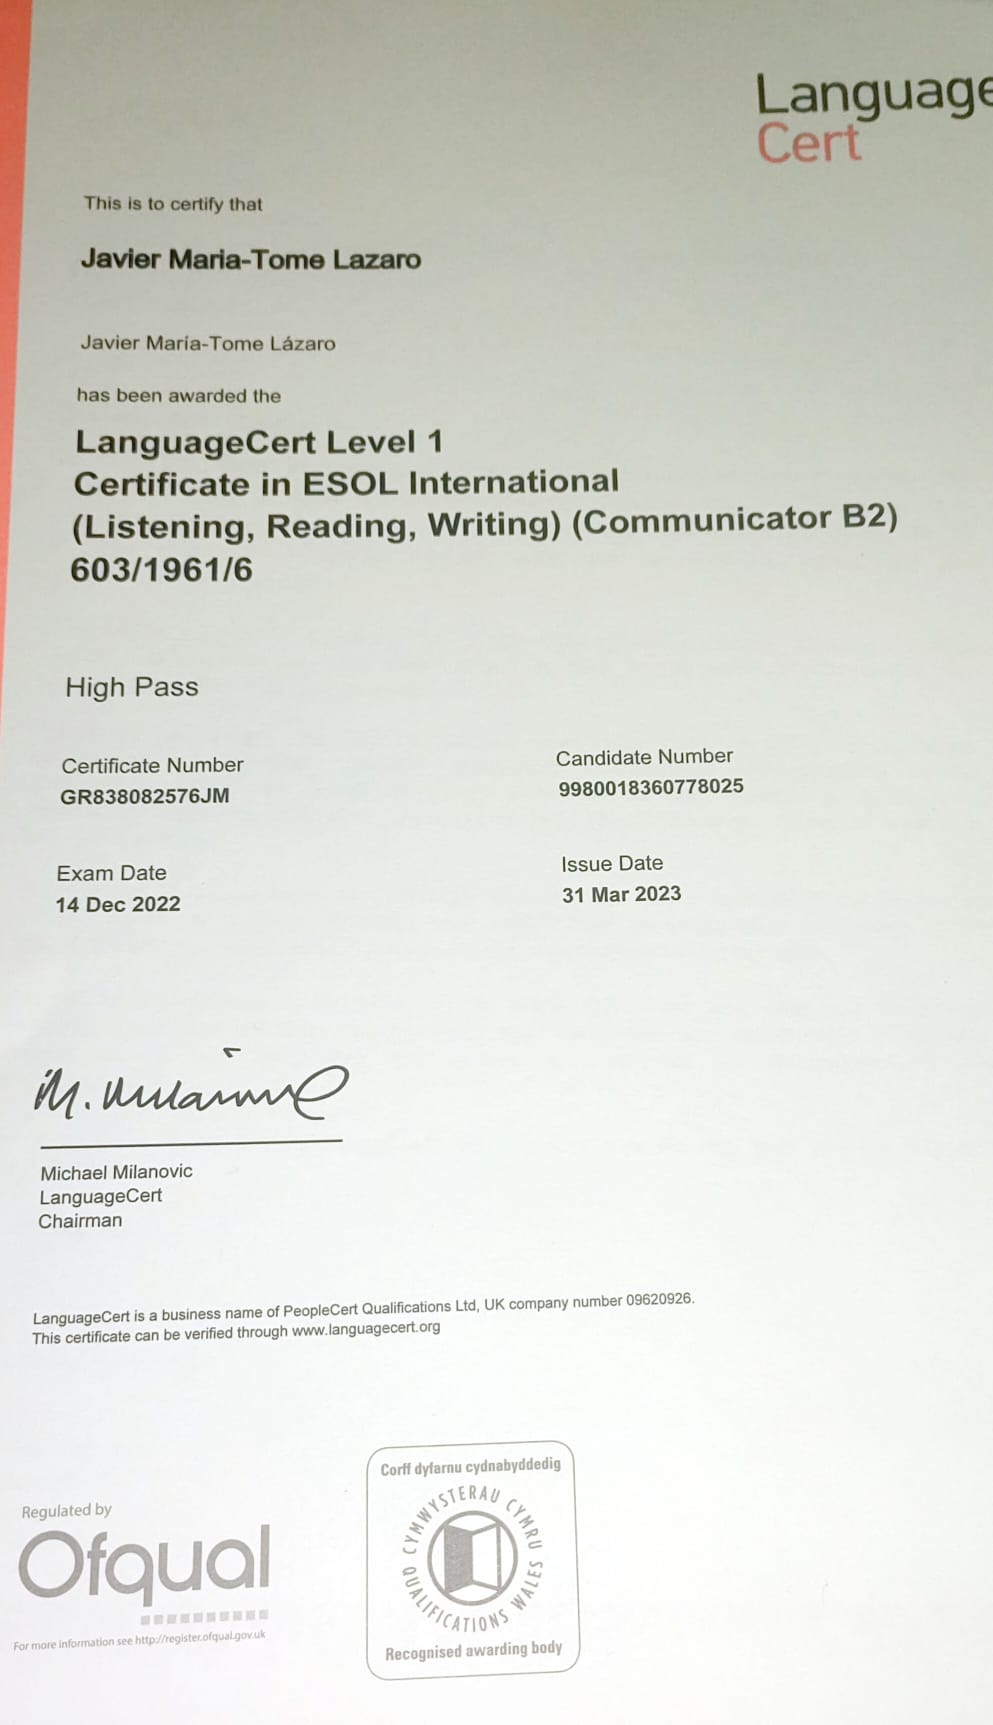 Language
Cert
This is to certify that
Javier Maria-Tome Lazaro
Javier María-Tome Lázaro
has been awarded the
LanguageCert Level 1
Certificate in ESOL International
(Listening, Reading, Writing) (Communicator B2)
603/1961/6
High Pass
Certificate Number
GR838082576JM
Candidate Number
9980018360778025
Exam Date
14 Dec 2022
Issue Date
31 Mar 2023
M. Milanovic
Michael Milanovic
LanguageCert
Chairman
LanguageCert is a business name of PeopleCert Qualifications Ltd, UK company number 09620926.
This certificate can be verified through www.languagecert.org
Regulated by
Ofqual
For more information see http://register.ofqual.gov.uk
Corff dyfarnu cydnabyddedig
CYMWYSTERAU CYMRU
QUALIFICATIONS WALES
Recognised awarding body